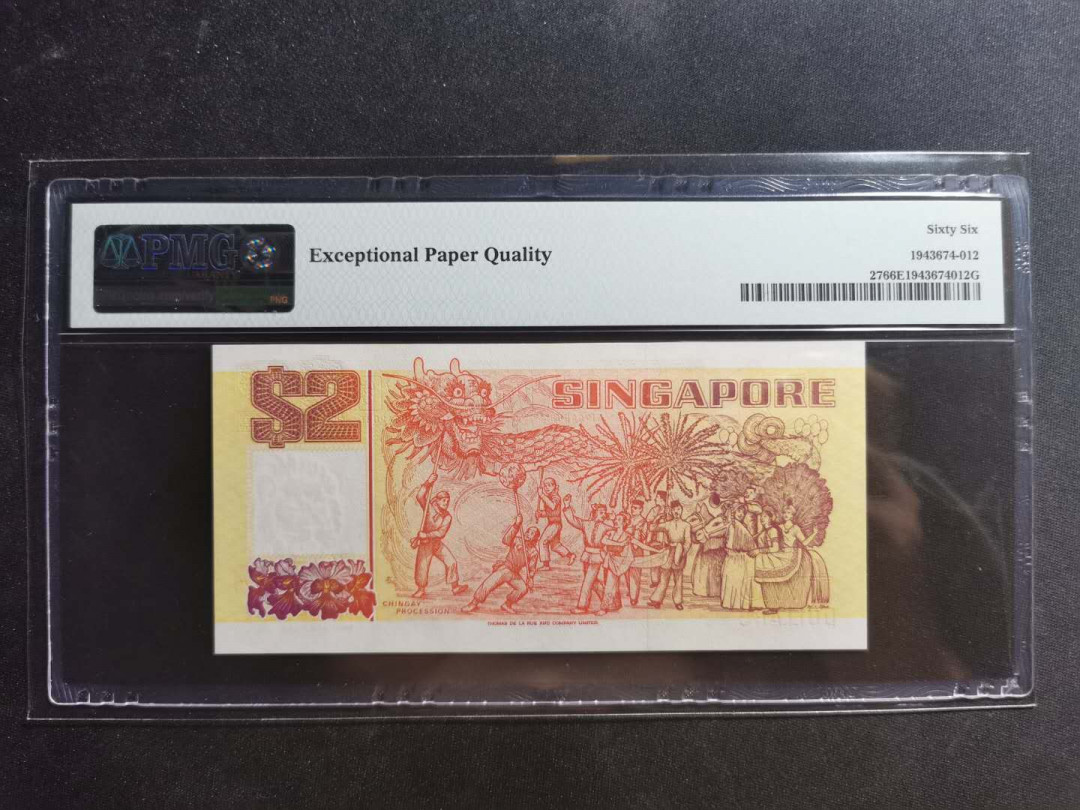 PMG
Exceptional Paper Quality
Sixty Six
1943674-012
2766E1943674012G
PMG
$2
SINGAPORE
CHINGAY
PROCESSION
THOMAS DE LA RUE AND COMPANY LIMITED